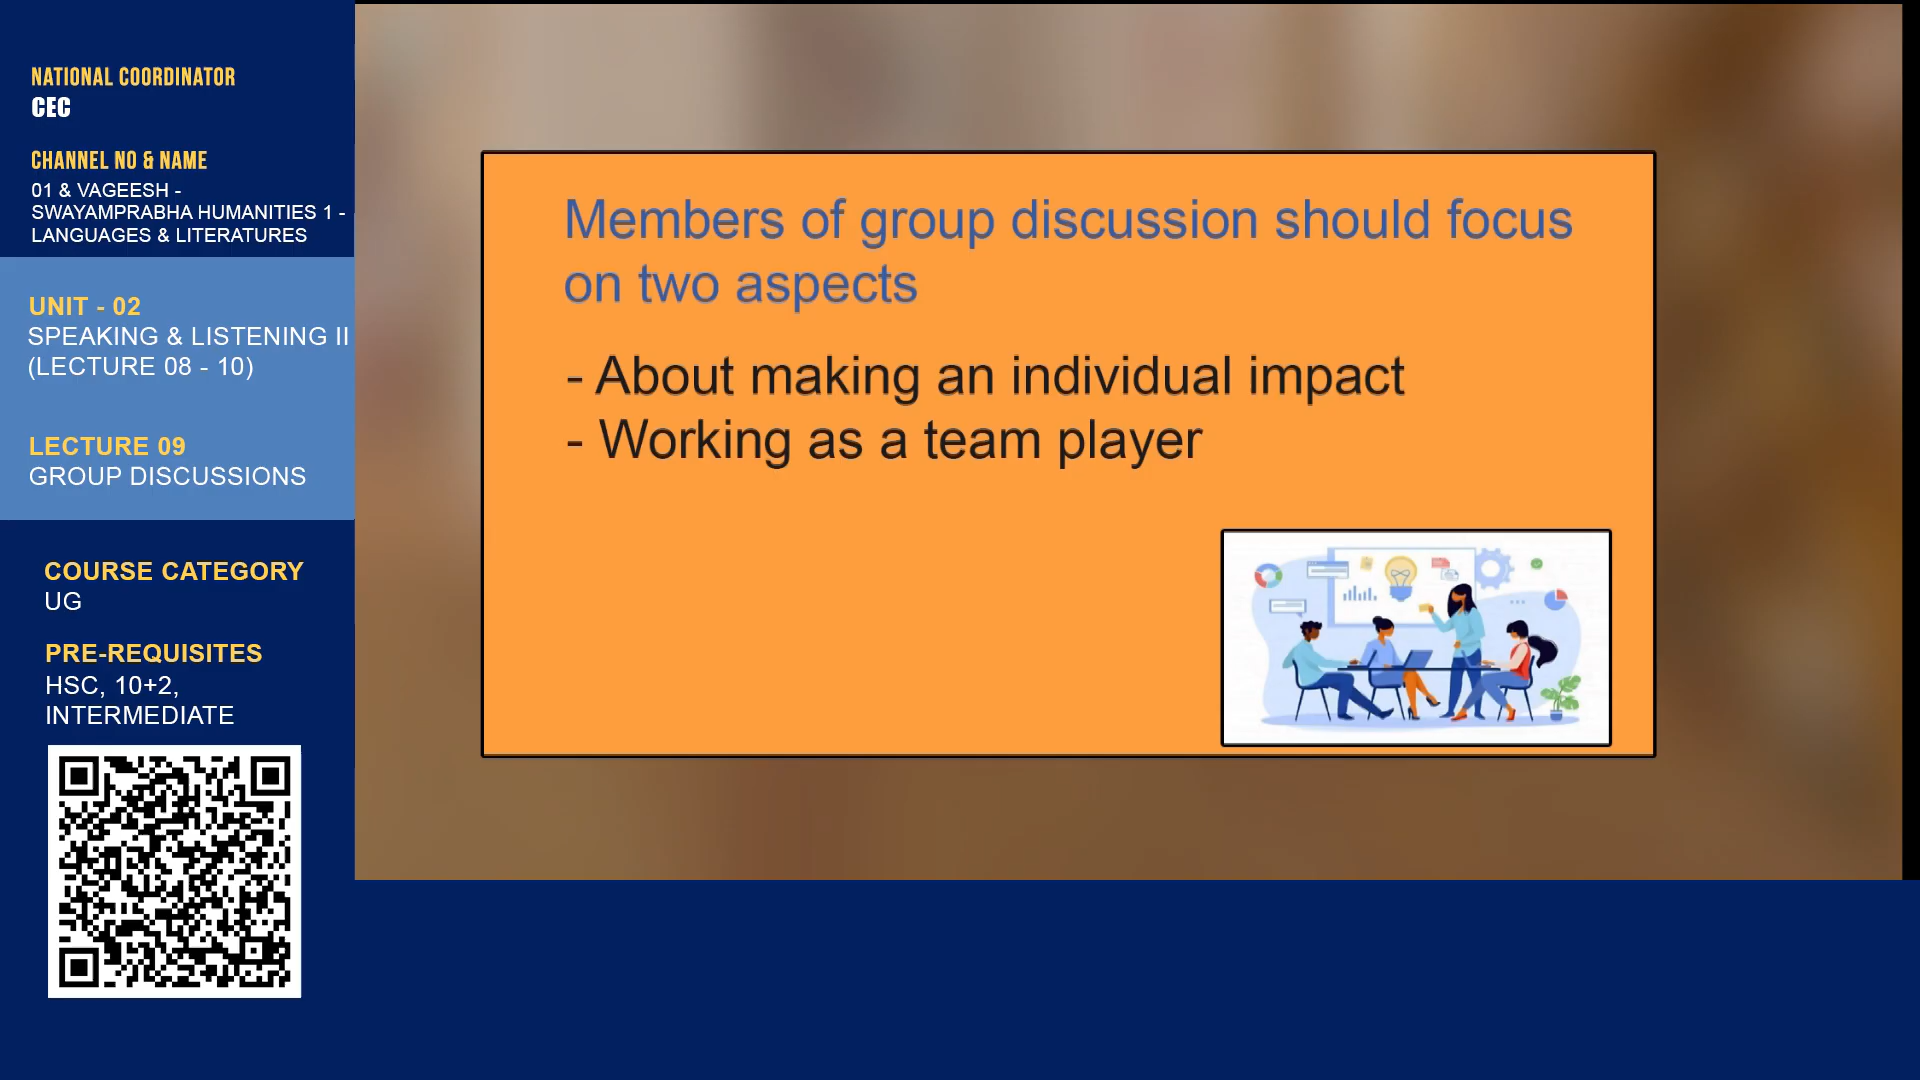 NATIONAL COORDINATOR
CEC
CHANNEL NO & NAME
01 & VAGEESH -
SWAYAMPRABHA HUMANITIES 1 -
LANGUAGES & LITERATURES
UNIT - 02
SPEAKING & LISTENING II
(LECTURE 08 - 10)
LECTURE 09
GROUP DISCUSSIONS
COURSE CATEGORY
UG
PRE-REQUISITES
HSC, 10+2,
INTERMEDIATE
Members of group discussion should focus
on two aspects
- About making an individual impact
- Working as a team player